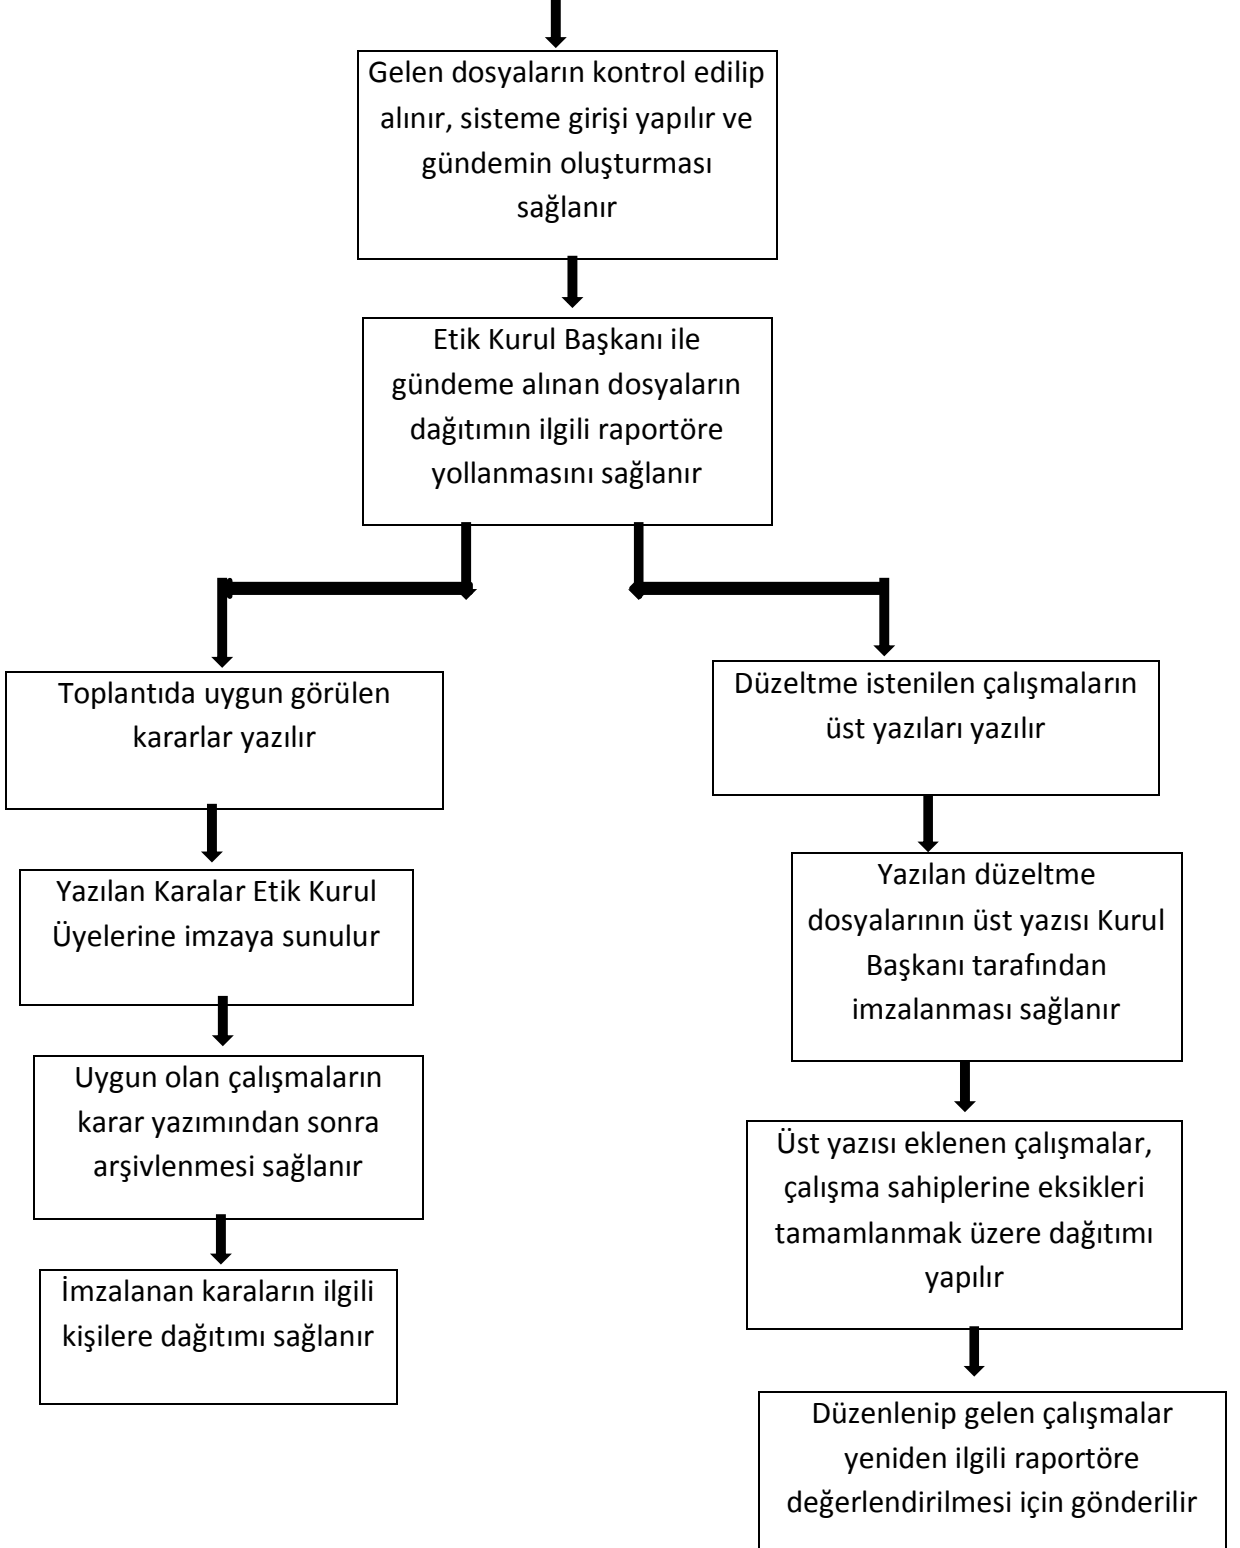 Gelen dosyaların kontrol edilip
alınır, sisteme girişi yapılır ve
gündemin oluşturması
sağlanır
Etik Kurul Başkanı ile
gündeme alınan dosyaların
dağıtımın ilgili raportöre
yollanmasını sağlanır
Toplantıda uygun görülen
kararlar yazılır
Yazılan Karalar Etik Kurul
Üyelerine imzaya sunulur
Uygun olan çalışmaların
karar yazımından sonra
arşivlenmesi sağlanır
İmzalanan karaların ilgili
kişilere dağıtımı sağlanır
Düzeltme istenilen çalışmaların
üst yazıları yazılır
Yazılan düzeltme
dosyalarının üst yazısı Kurul
Başkanı tarafından
imzalanması sağlanır
Üst yazısı eklenen çalışmalar,
çalışma sahiplerine eksikleri
tamamlanmak üzere dağıtımı
yapılır
Düzenlenip gelen çalışmalar
yeniden ilgili raportöre
değerlendirilmesi için gönderilir